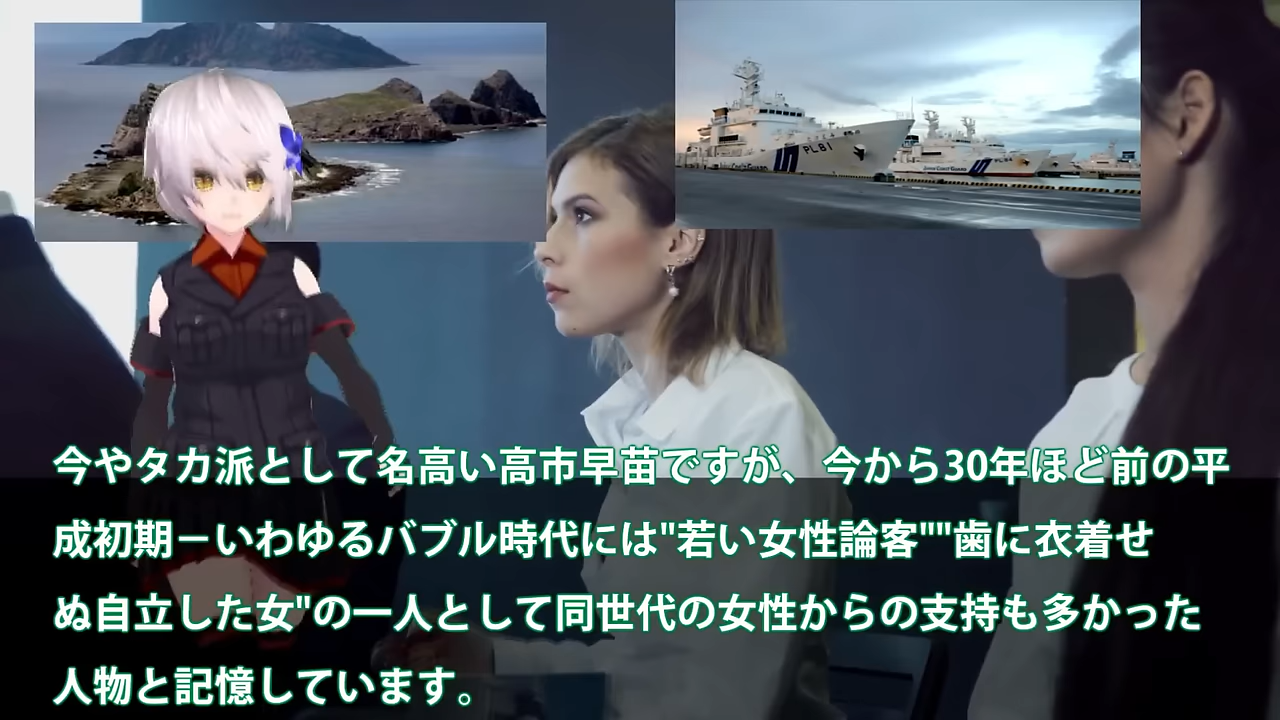 PL81
JAPAN COAST GUARD
今やタカ派として名高い高市早苗ですが、今から30年ほど前の平
成初期－いわゆるバブル時代には"若い女性論客""歯に衣着せ
ぬ自立した女"の一人として同世代の女性からの支持も多かった
人物と記憶しています。